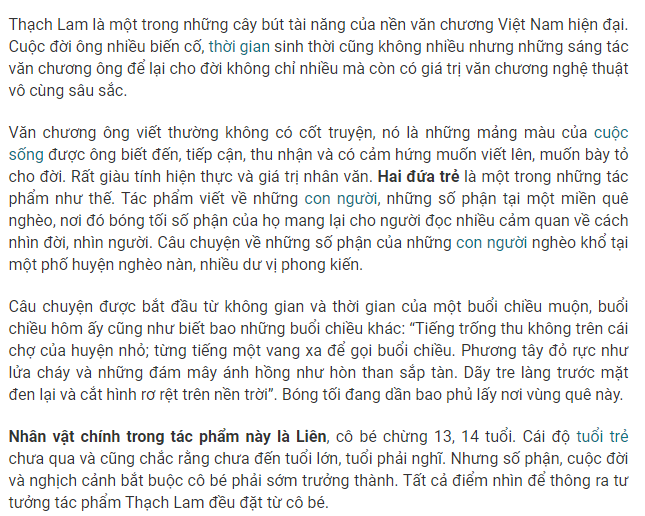 Thạch Lam là một trong những cây bút tài năng của nền văn chương Việt Nam hiện đại.
Cuộc đời ông nhiều biến cố, thời gian sinh thời cũng không nhiều nhưng những sáng tác
văn chương ông để lại cho đời không chỉ nhiều mà còn có giá trị văn chương nghệ thuật
vô cùng sâu sắc.
Văn chương ông viết thường không có cốt truyện, nó là những mảng màu của cuộc
sống được ông biết đến, tiếp cận, thu nhận và có cảm hứng muốn viết lên, muốn bày tỏ
cho đời. Rất giàu tính hiện thực và giá trị nhân văn. Hai đứa trẻ là một trong những tác
phẩm như thế. Tác phẩm viết về những con người, những số phận tại một miền quê
nghèo, nơi đó bóng tối số phận của họ mang lại cho người đọc nhiều cảm quan về cách
nhìn đời, nhìn người. Câu chuyện về những số phận của những con người nghèo khổ tại
một phố huyện nghèo nàn, nhiều dư vị phong kiến.
Câu chuyện được bắt đầu từ không gian và thời gian của một buổi chiều muộn, buổi
chiều hôm ấy cũng như biết bao những buổi chiều khác: “Tiếng trống thu không trên cái
chợ của huyện nhỏ; từng tiếng một vang xa để gọi buổi chiều. Phương tây đỏ rực như
lửa cháy và những đám mây ánh hồng như hòn than sắp tàn. Dãy tre làng trước mặt
đen lại và cắt hình rơ rệt trên nền trời”. Bóng tối đang dần bao phủ lấy nơi vùng quê này.
Nhân vật chính trong tác phẩm này là Liên, cô bé chừng 13, 14 tuổi. Cái độ tuổi trẻ
chưa qua và cũng chắc rằng chưa đến tuổi lớn, tuổi phải nghĩ. Nhưng số phận, cuộc đời
và nghịch cảnh bắt buộc cô bé phải sớm trưởng thành. Tất cả điểm nhìn để thông ra tư
tưởng tác phẩm Thạch Lam đều đặt từ cô bé.